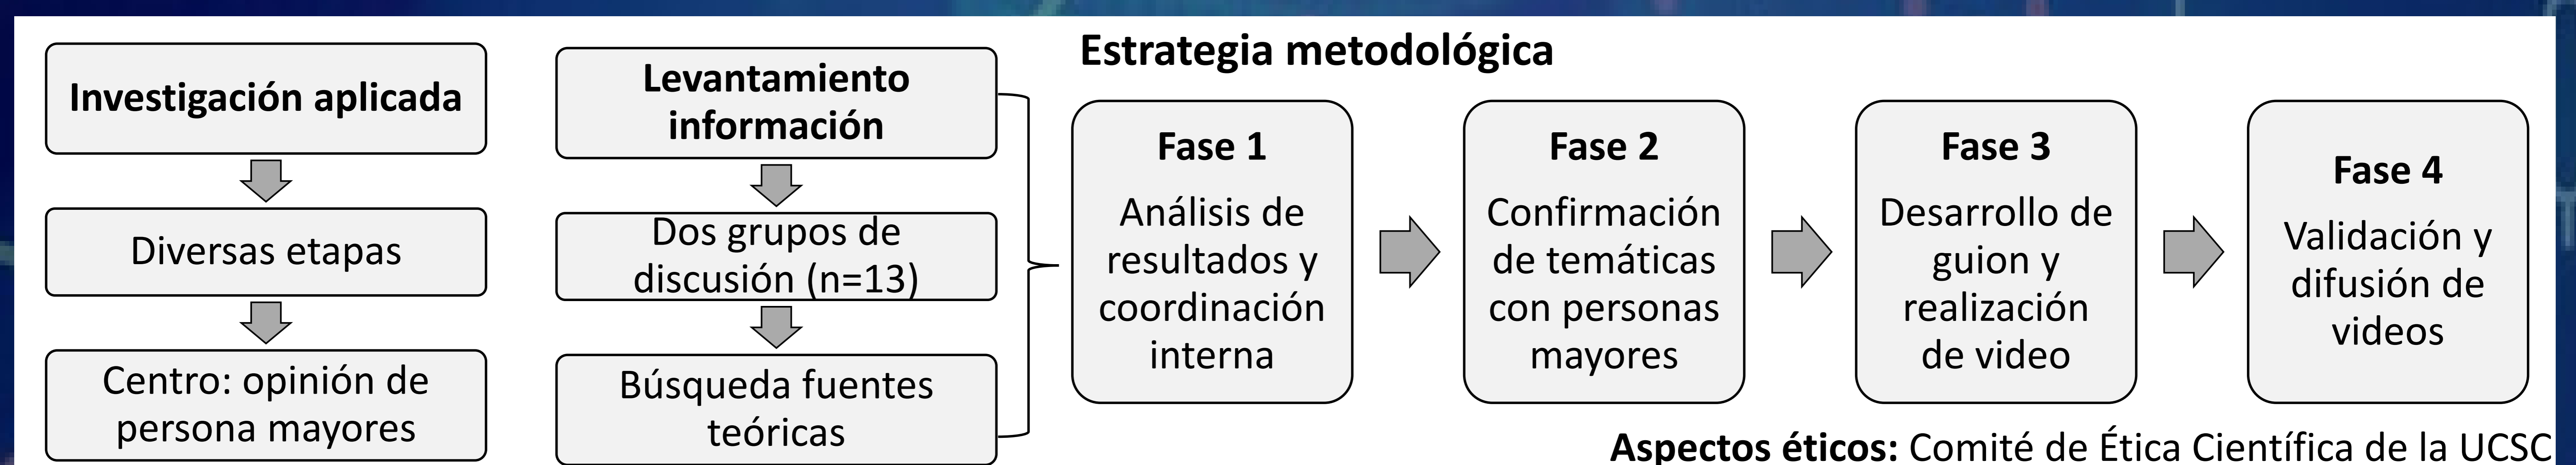 Estrategia metodológica
Investigación aplicada
Diversas etapas
Centro: opinión de
persona mayores
Levantamiento
información
Dos grupos de
discusión (n=13)
Búsqueda fuentes
teóricas
Fase 1
Análisis de
resultados y
coordinación
interna
Fase 2
Confirmación
de temáticas
con personas
mayores
Fase 3
Desarrollo de
guion y
realización
de video
Fase 4
Validación y
difusión de
videos
Aspectos éticos: Comité de Ética Científica de la UCSC